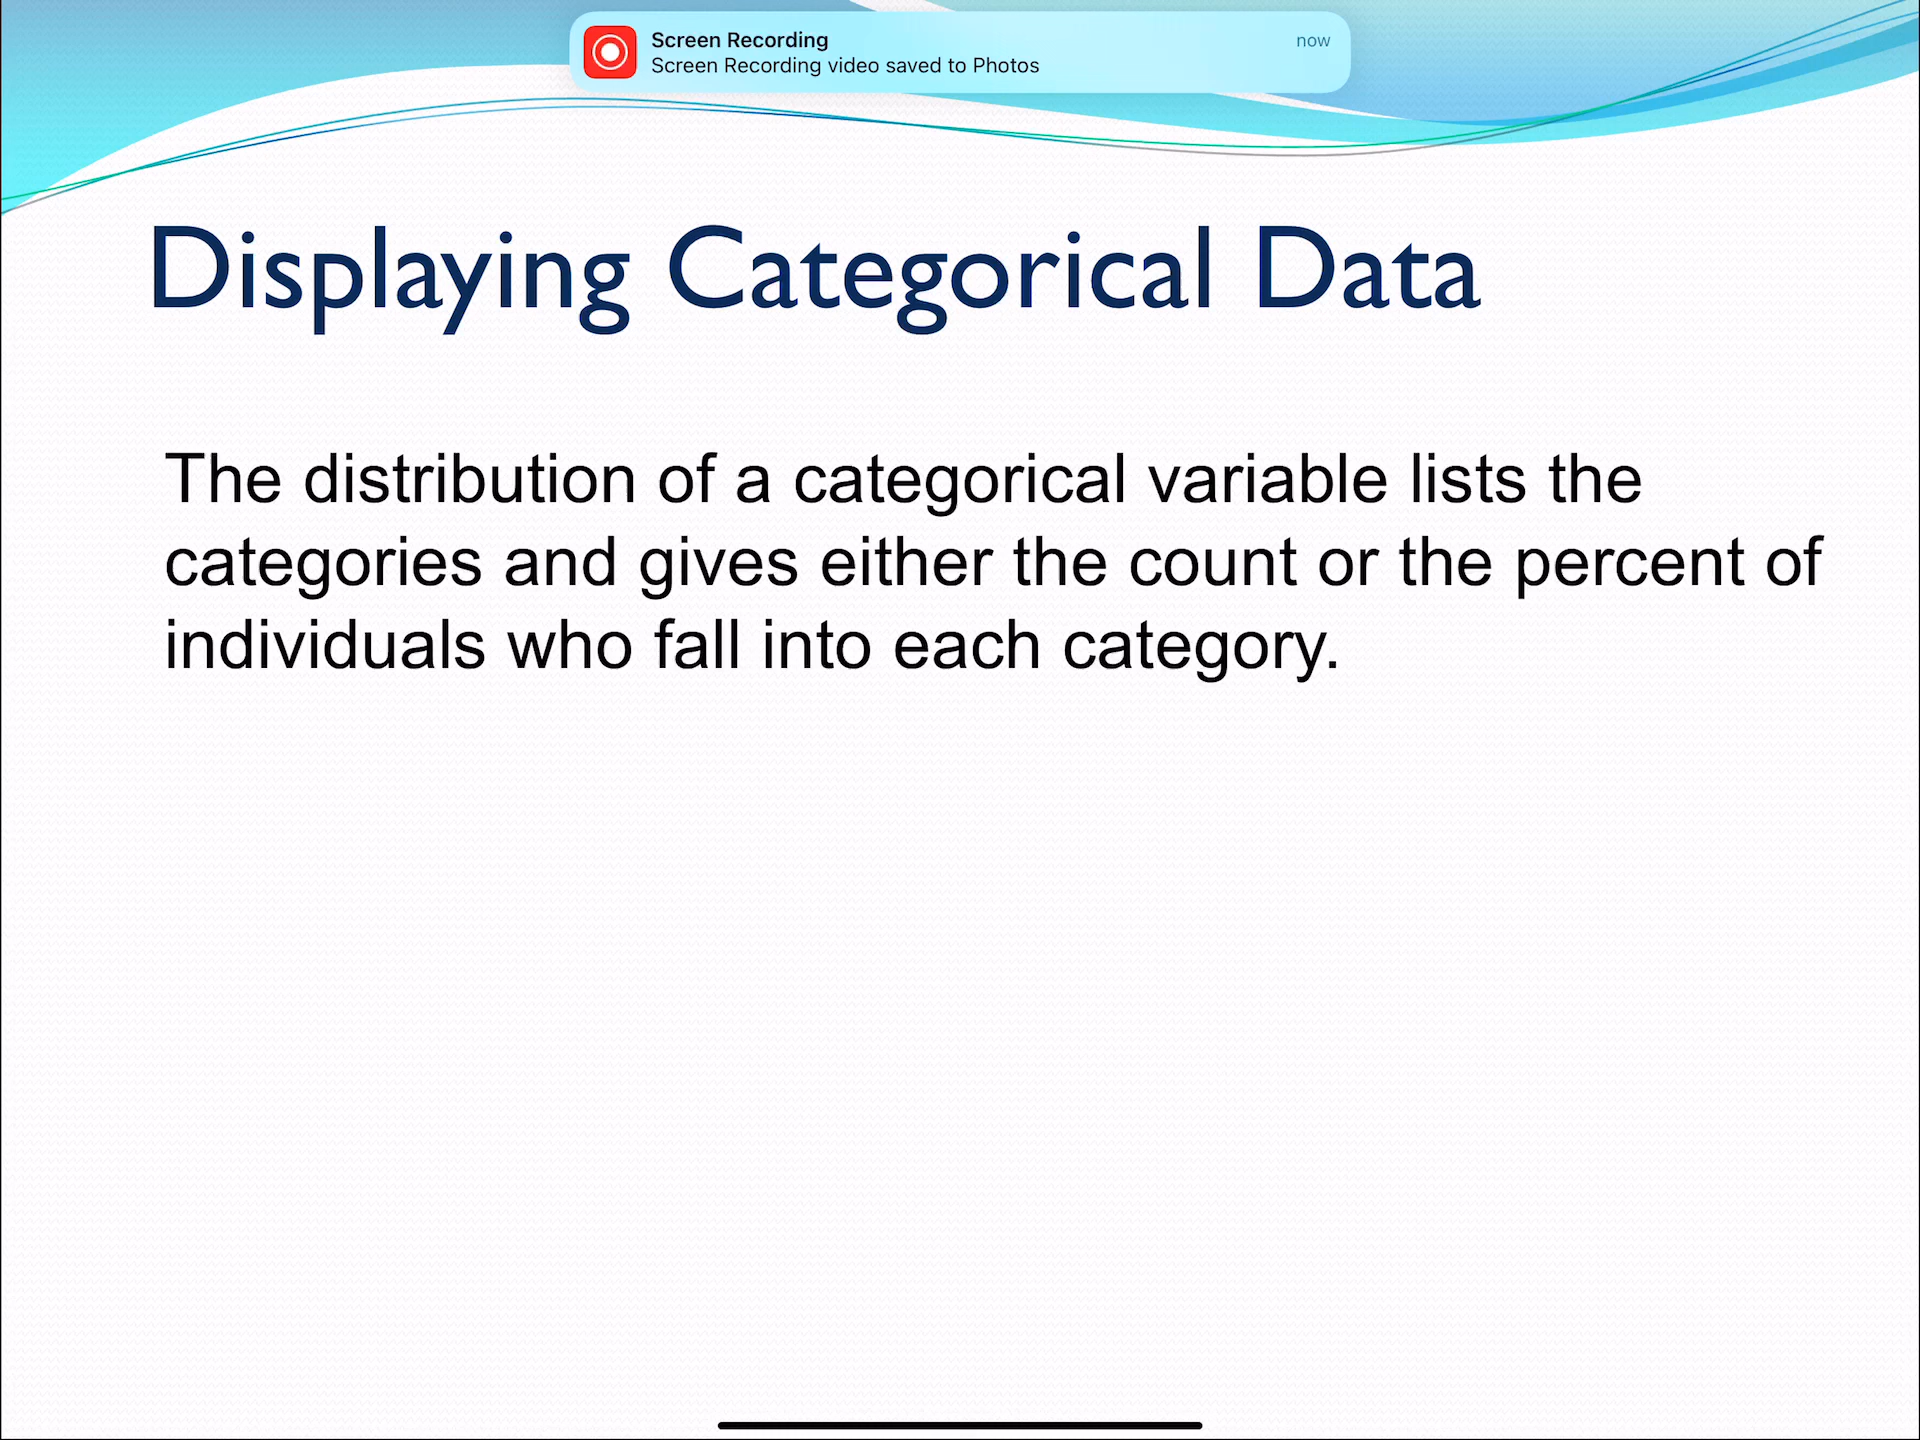 Screen Recording
now
Screen Recording video saved to Photos
Displaying Categorical Data
The distribution of a categorical variable lists the
categories and gives either the count or the percent of
individuals who fall into each category.